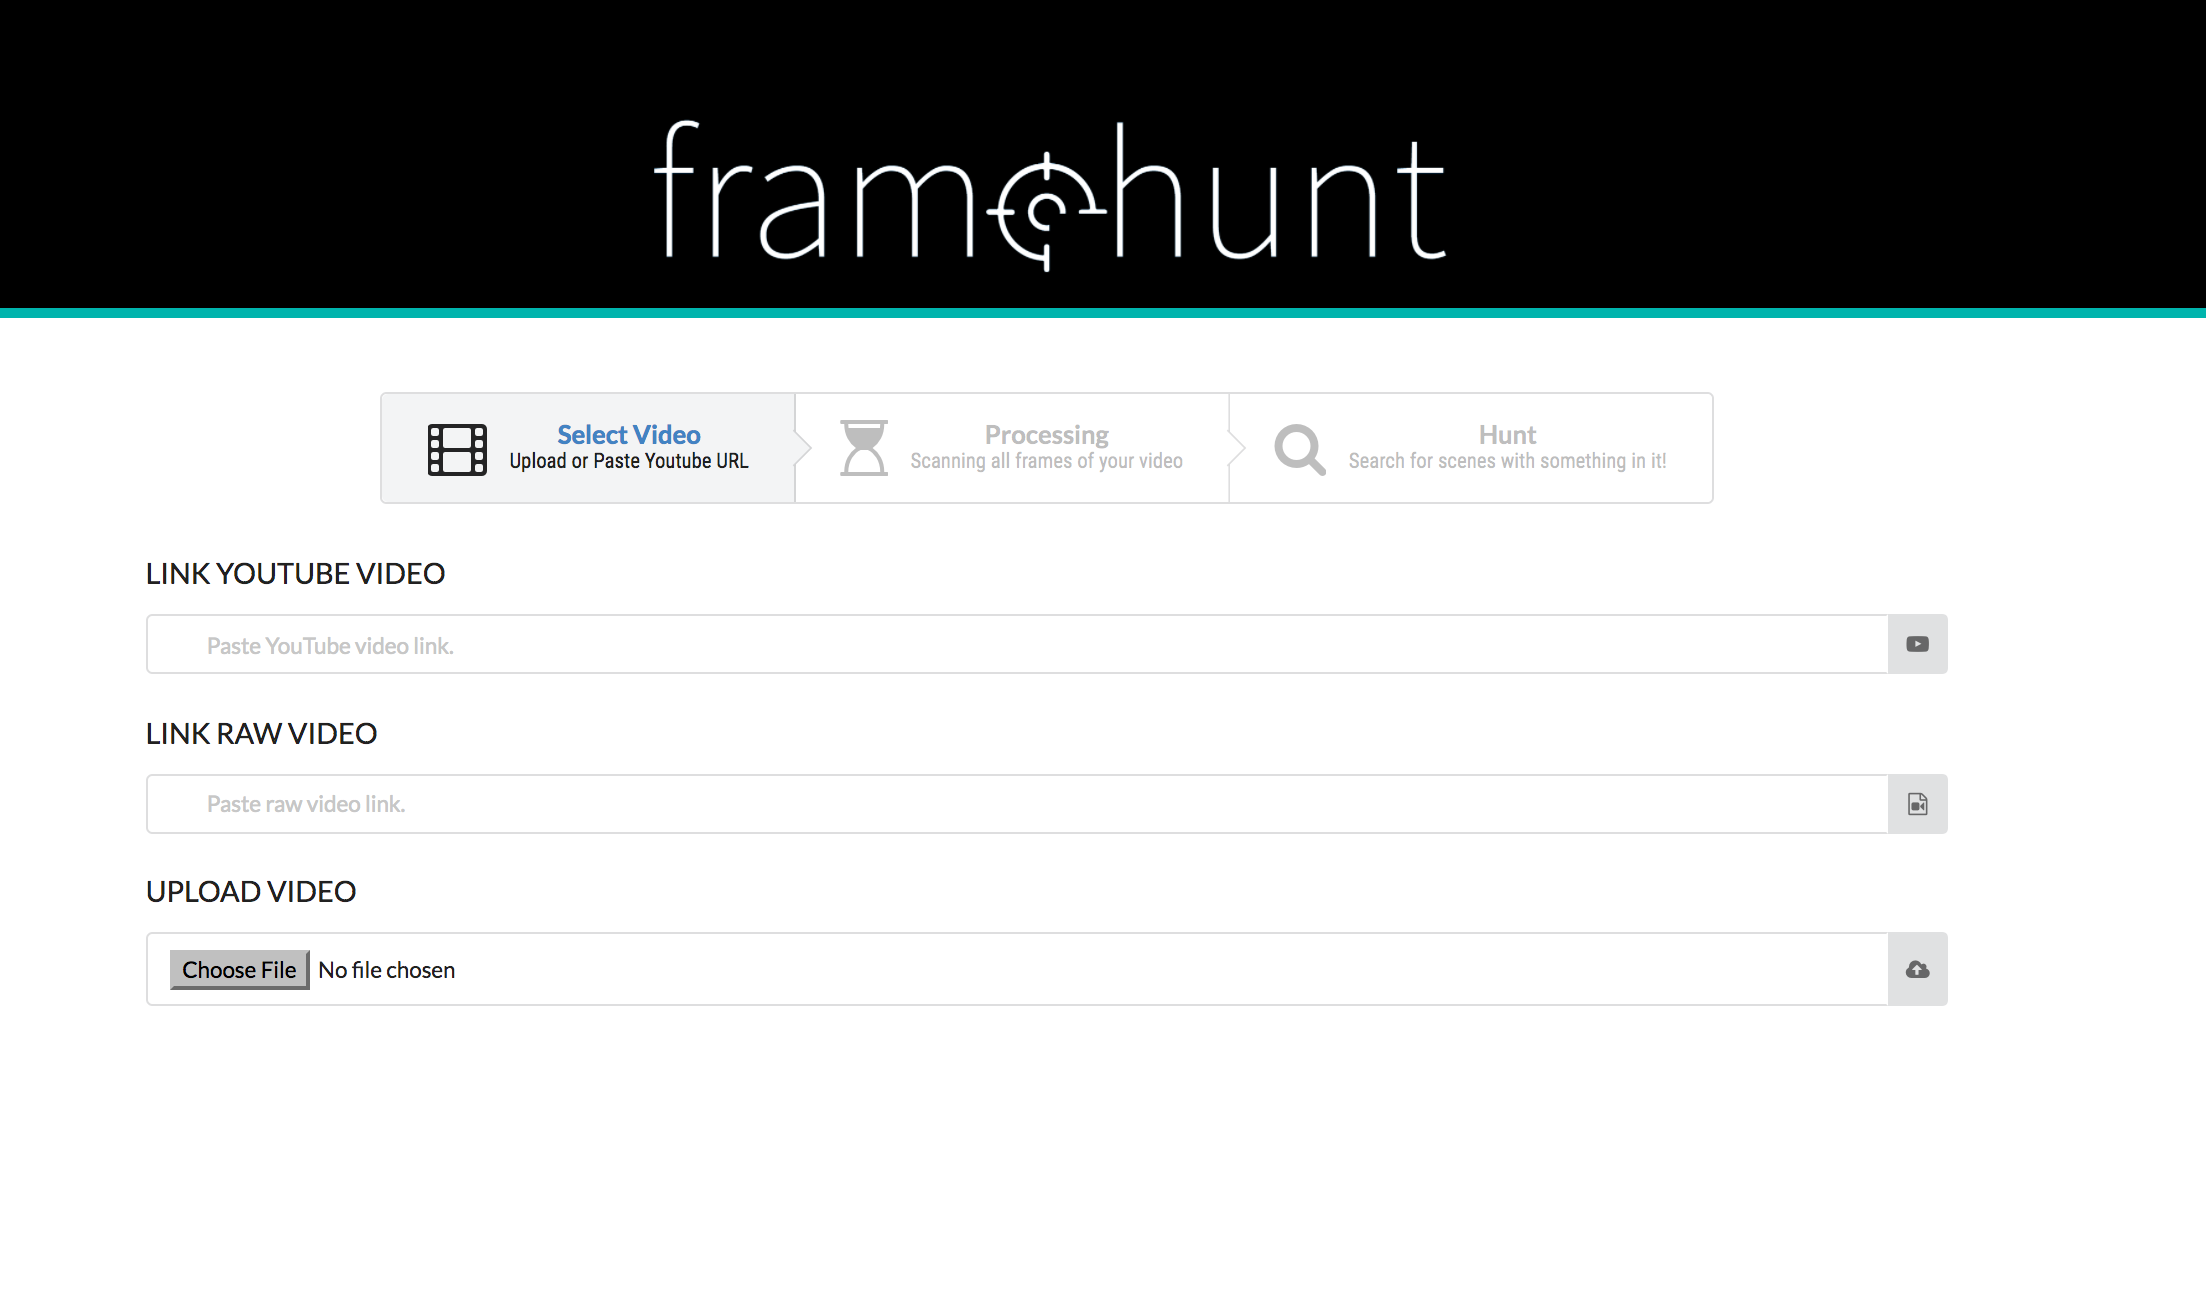 framehunt
Select Video
Upload or Paste Youtube URL
Processing
Scanning all frames of your video
Hunt
Search for scenes with something in it!
LINK YOUTUBE VIDEO
Paste YouTube video link.
LINK RAW VIDEO
Paste raw video link.
UPLOAD VIDEO
Choose File No file chosen